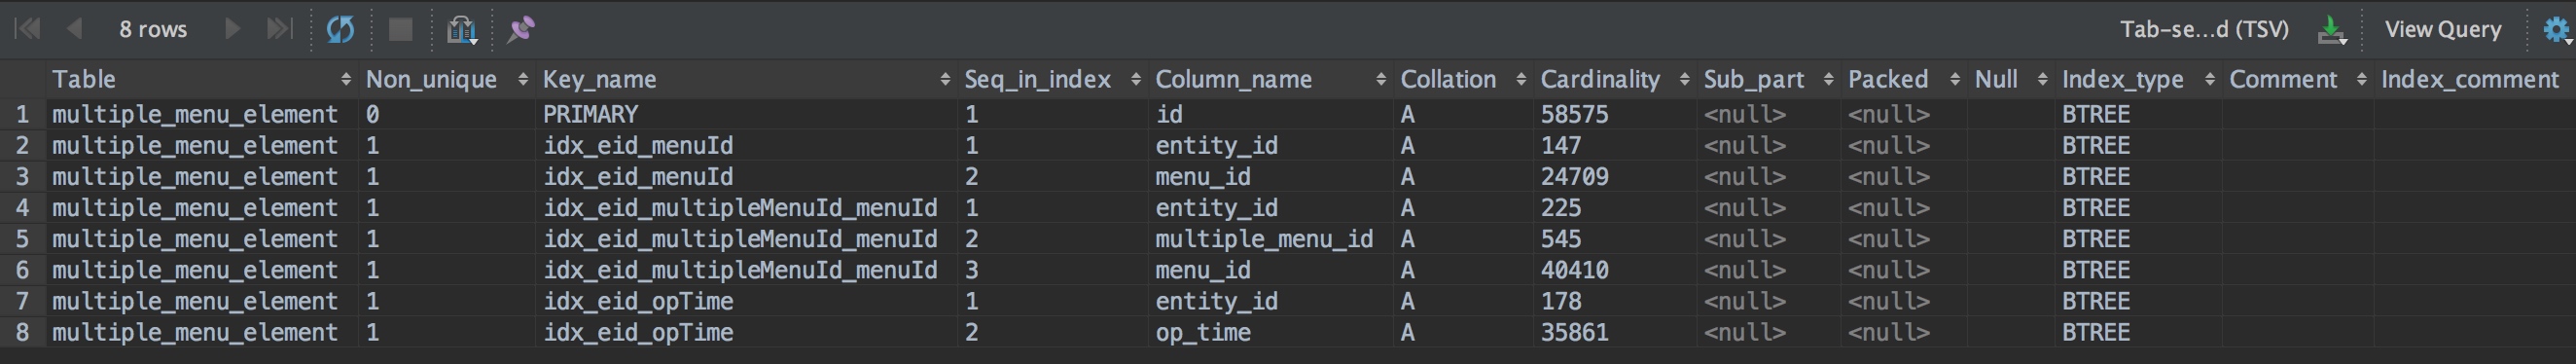 8 rows Tab-se...d (TSV) View Query
Table Non_unique Key_name Seq_in_index Column_name Collation Cardinality Sub_part Packed Null Index_type Comment Index_comment
1 multiple_menu_element 0 PRIMARY 1 id A 58575 <null> <null> BTREE
2 multiple_menu_element 1 idx_eid_menuId 1 entity_id A 147 <null> <null> BTREE
3 multiple_menu_element 1 idx_eid_menuId 2 menu_id A 24709 <null> <null> BTREE
4 multiple_menu_element 1 idx_eid_multipleMenuId_menuId 1 entity_id A 225 <null> <null> BTREE
5 multiple_menu_element 1 idx_eid_multipleMenuId_menuId 2 multiple_menu_id A 545 <null> <null> BTREE
6 multiple_menu_element 1 idx_eid_multipleMenuId_menuId 3 menu_id A 40410 <null> <null> BTREE
7 multiple_menu_element 1 idx_eid_opTime 1 entity_id A 178 <null> <null> BTREE
8 multiple_menu_element 1 idx_eid_opTime 2 op_time A 35861 <null> <null> BTREE